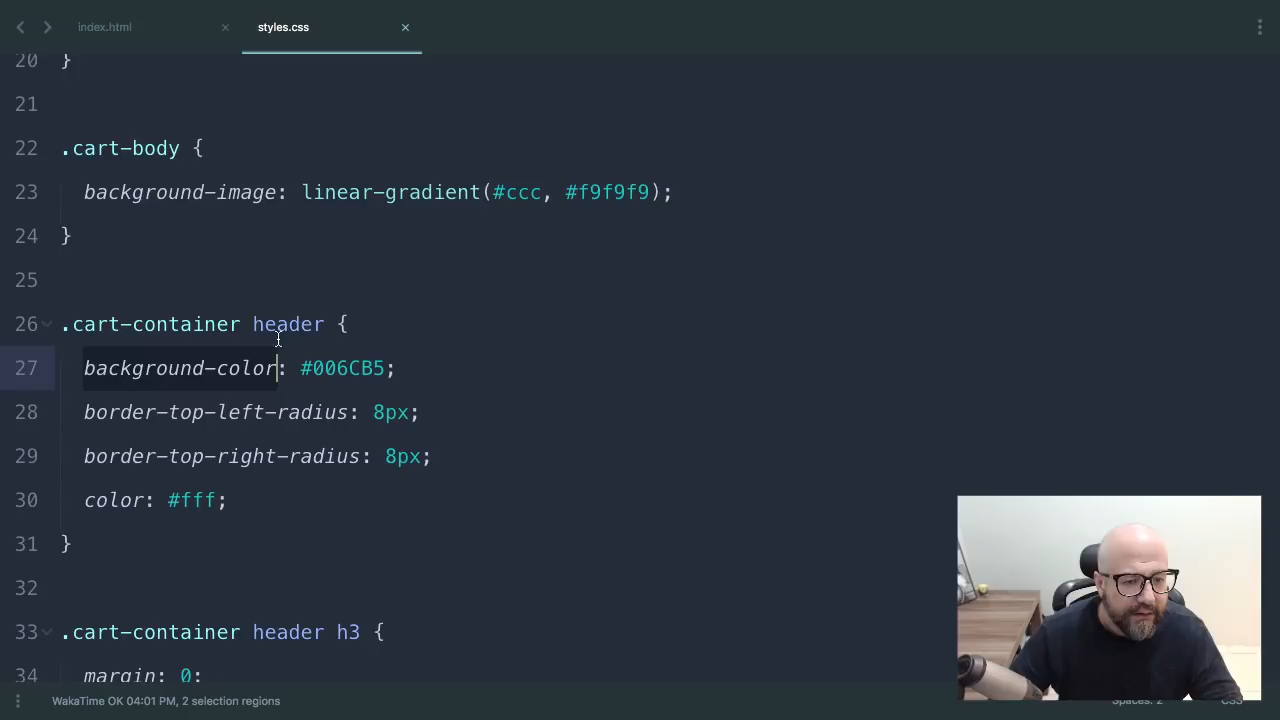 index.html
styles.css
20 }
21
22 .cart-body {
23 background-image: linear-gradient(#ccc, #f9f9f9);
24 }
25
26 .cart-container header {
27 background-color: #006CB5;
28 border-top-left-radius: 8px;
29 border-top-right-radius: 8px;
30 color: #fff;
31 }
32
33 .cart-container header h3 {
34 margin: 0;
WakaTime OK 04:01 PM, 2 selection regions
Spaces: 2
CSS